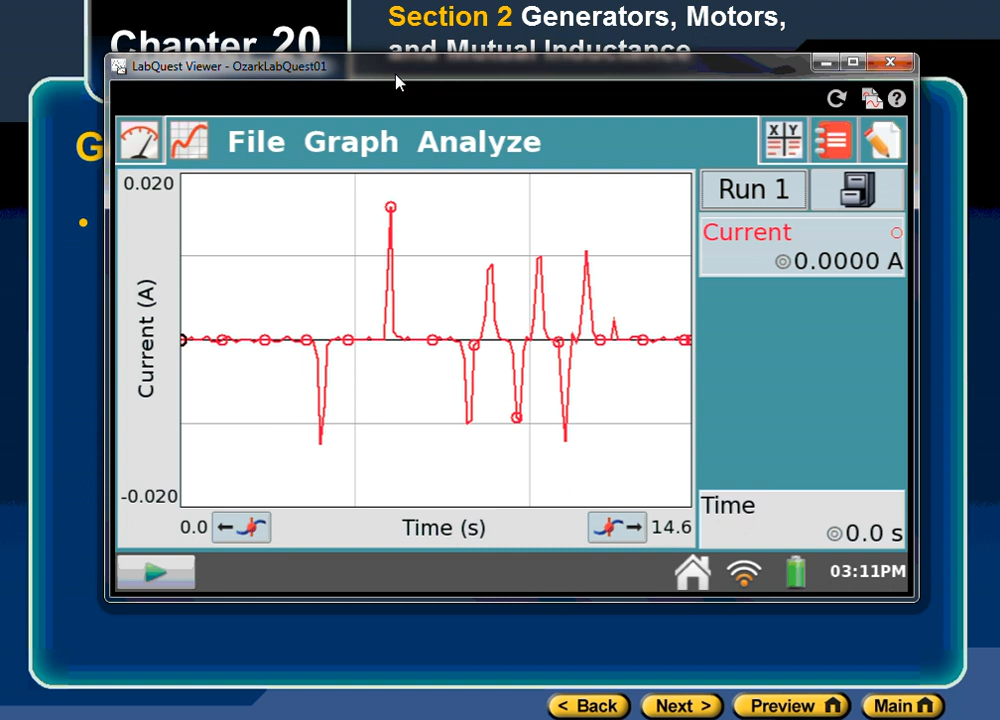 Section 2 Generators, Motors,
and Mutual Inductance
Chapter 20
LabQuest Viewer - OzarkLabQuest01
G
File Graph Analyze
X Y
Run 1
Current
0.0000 A
0.020
Current (A)
-0.020
0.0
Time (s)
14.6
Time
0.0 s
03:11PM
< Back
Next >
Preview
Main